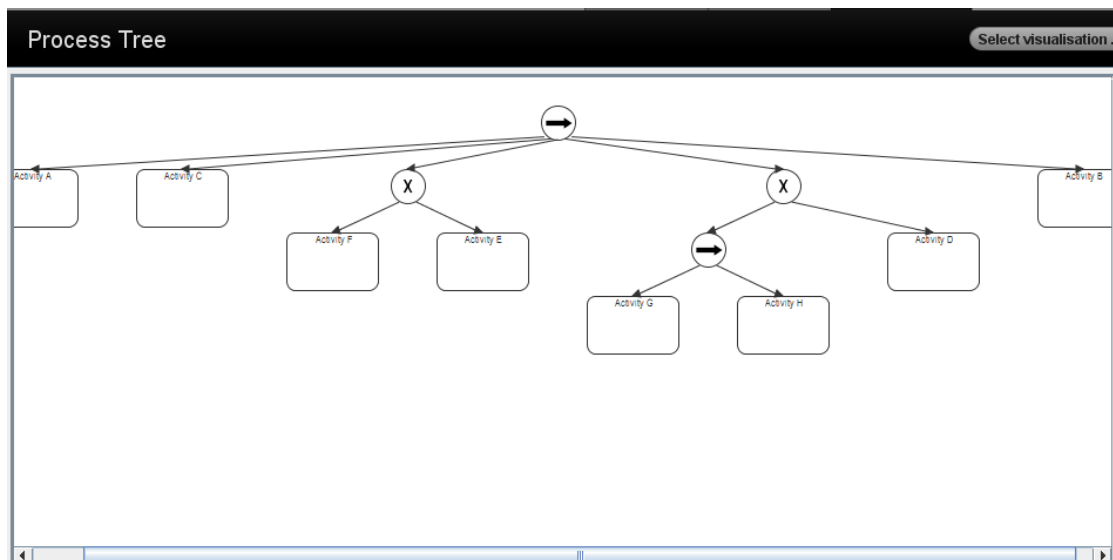 Process Tree
Select visualisation .
Activity A
Activity C
X
X
Activity B
Activity F
Activity E
Activity D
Activity G
Activity H